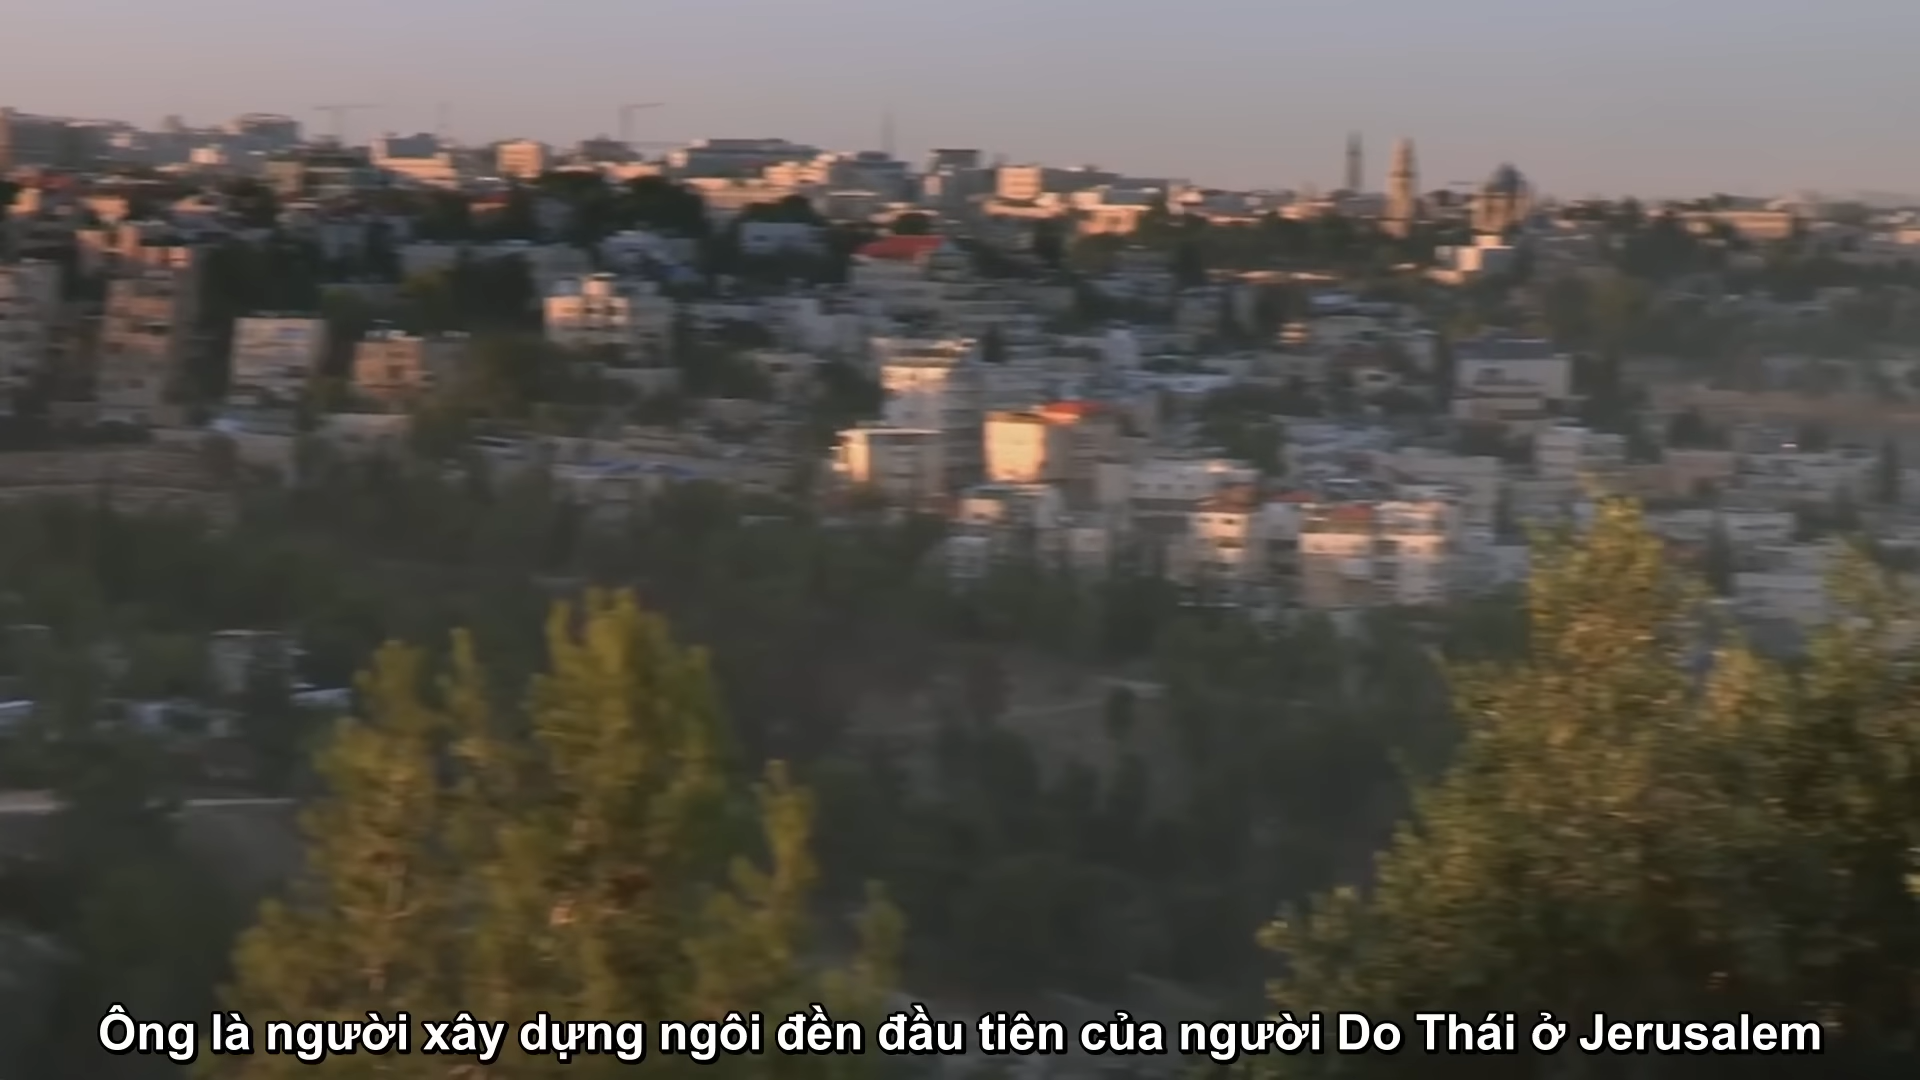 Ông là người xây dựng ngôi đền đầu tiên của người Do Thái ở Jerusalem